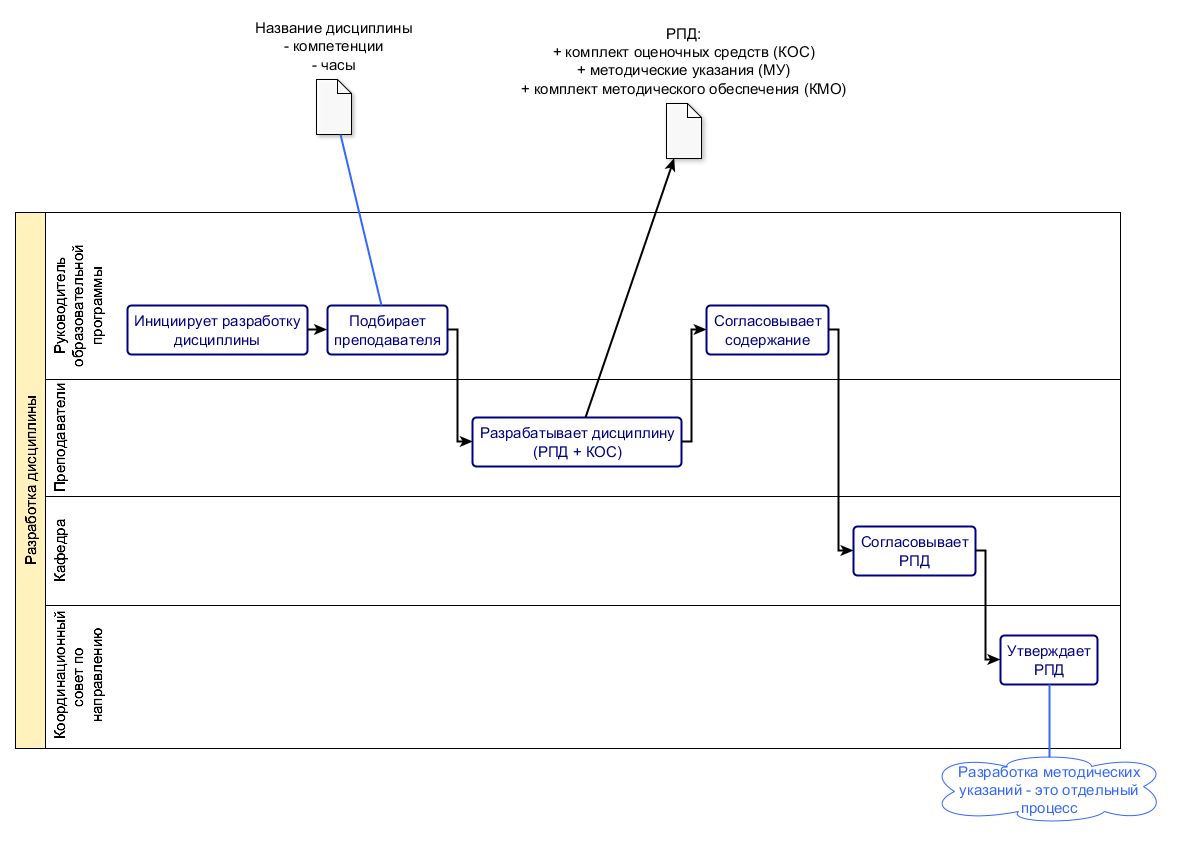 Название дисциплины
- компетенции
- часы
РПД:
+ комплект оценочных средств (КОС)
+ методические указания (МУ)
+ комплект методического обеспечения (КМО)
Разработка дисциплины
Руководитель
образовательной
программы
Инициирует разработку
дисциплины
Подбирает
преподавателя
Согласовывает
содержание
Преподаватели
Разрабатывает дисциплину
(РПД + КОС)
Кафедра
Согласовывает
РПД
Координационный
совет по
направлению
Утверждает
РПД
Разработка методических
указаний - это отдельный
процесс